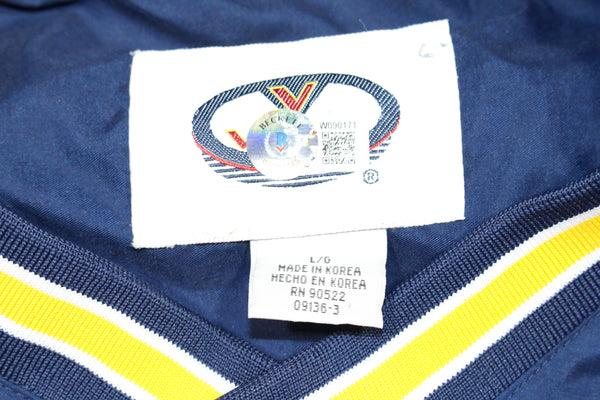 BECKETT
W090171
®
L/G
MADE IN KOREA
HECHO EN KOREA
RN 90522
09136-3